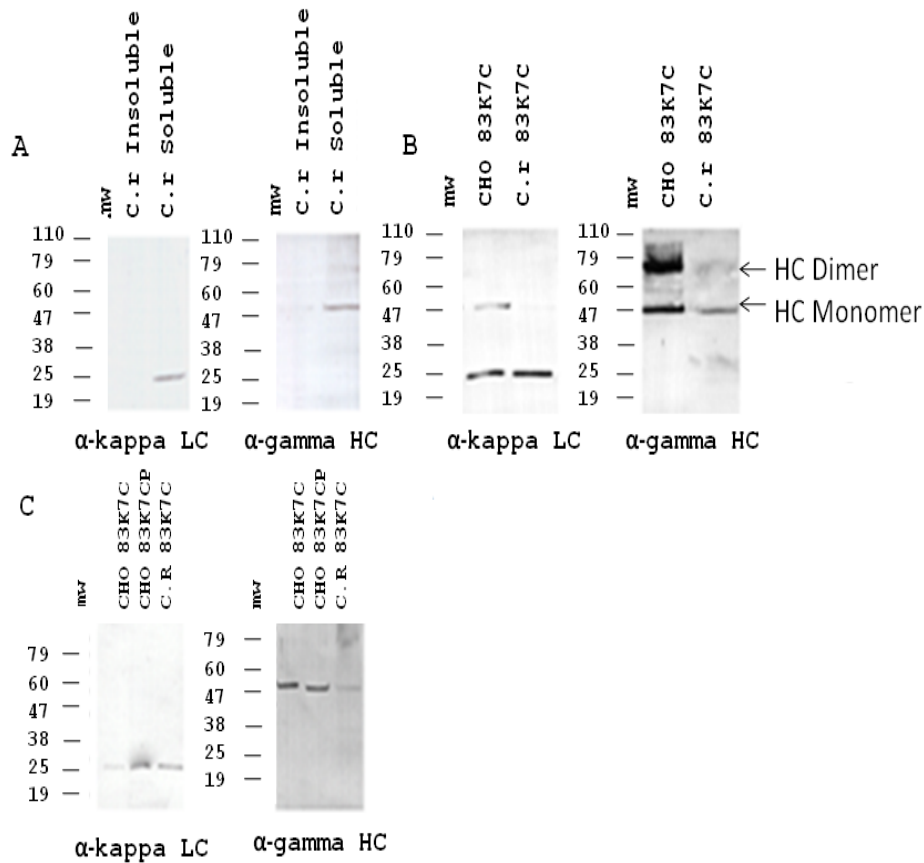 A
mw
C.r Insoluble
C.r Soluble
110
79
60
47
38
25
19
α-kappa LC
mw
C.r Insoluble
C.r Soluble
110
79
60
47
38
25
19
α-gamma HC
B
mw
CHO 83K7C
C.r 83K7C
110
79
60
47
38
25
19
α-kappa LC
mw
CHO 83K7C
C.r 83K7C
110
79
60
47
38
25
19
α-gamma HC
HC Dimer
HC Monomer
C
mw
CHO 83K7C
CHO 83K7CP
C.R 83K7C
79
60
47
38
25
19
α-kappa LC
mw
CHO 83K7C
CHO 83K7CP
C.R 83K7C
79
60
47
38
25
19
α-gamma HC